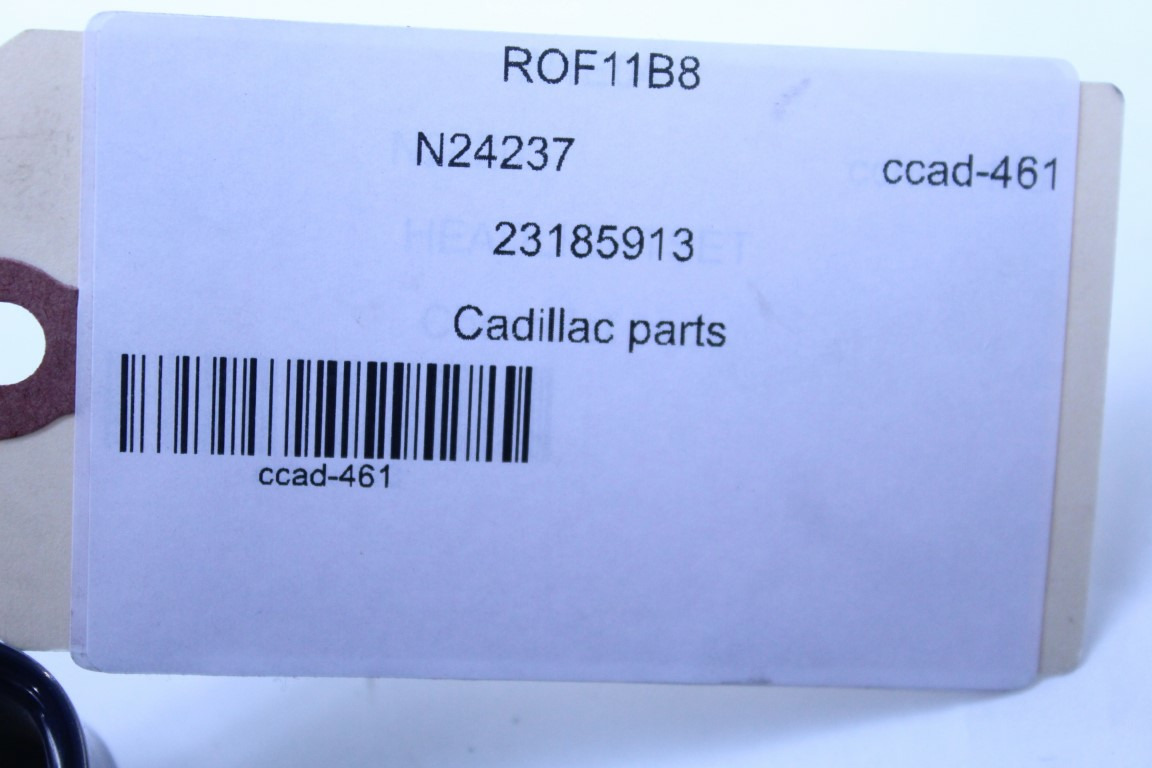 ROF11B8
N24237
ccad-461
23185913
Cadillac parts
ccad-461